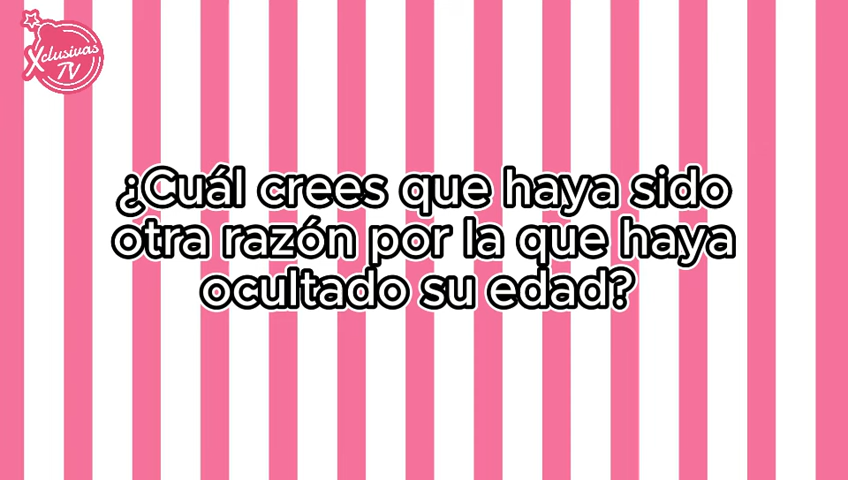 Xclusivas
TV
¿Cuál crees que haya sido
otra razón por la que haya
ocultado su edad?